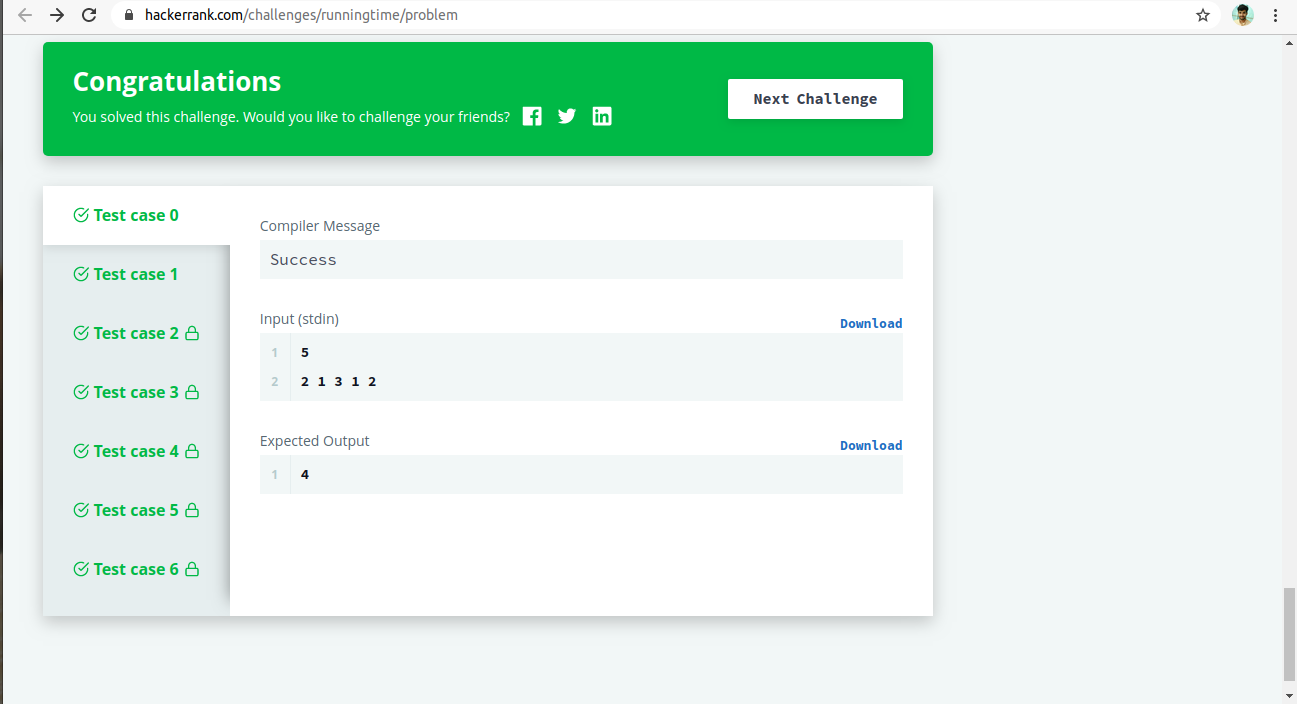 hackerrank.com/challenges/runningtime/problem
Congratulations
You solved this challenge. Would you like to challenge your friends?
Next Challenge
Test case 0
Test case 1
Test case 2
Test case 3
Test case 4
Test case 5
Test case 6
Compiler Message
Success
Input (stdin)
Download
1 5
2 2 1 3 1 2
Expected Output
Download
1 4